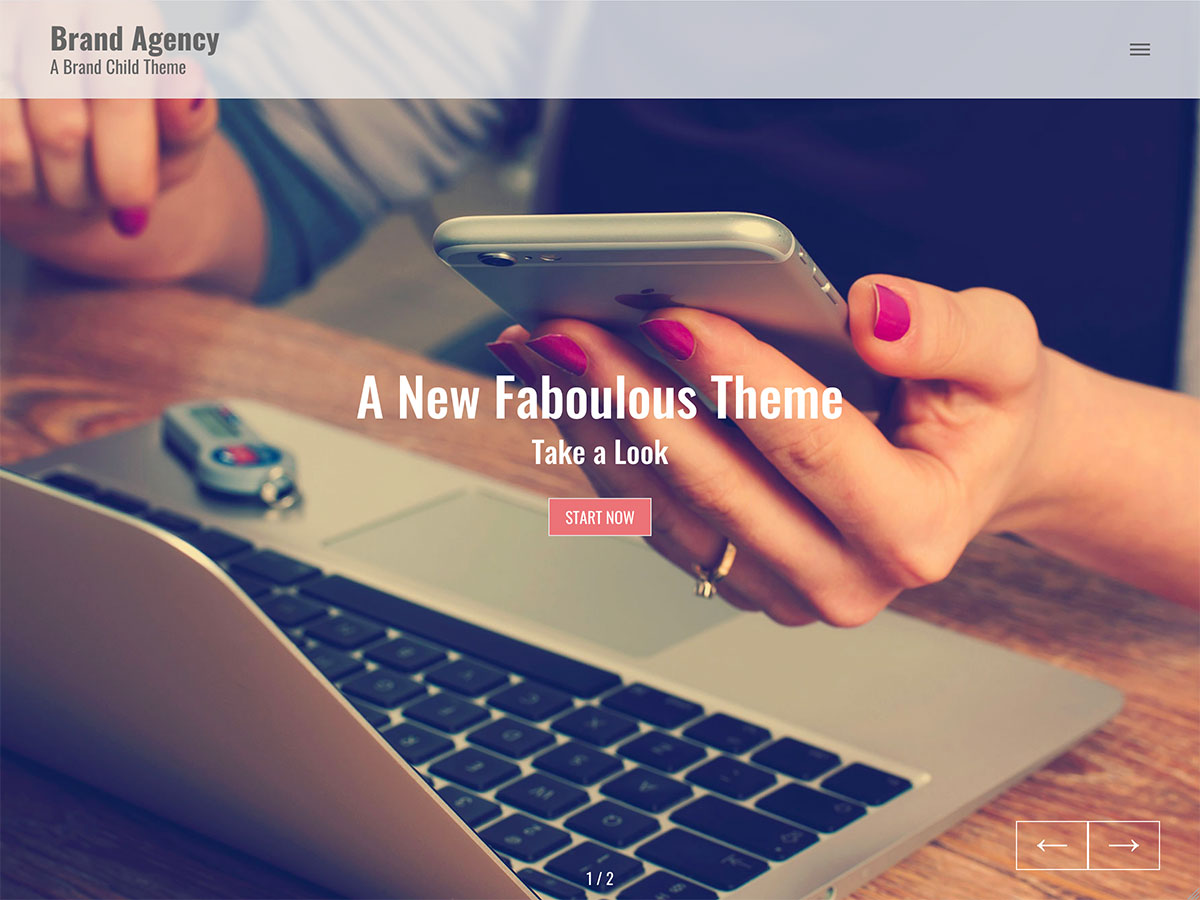 Brand Agency
A Brand Child Theme
A New Faboulous Theme
Take a Look
START NOW
1 / 2